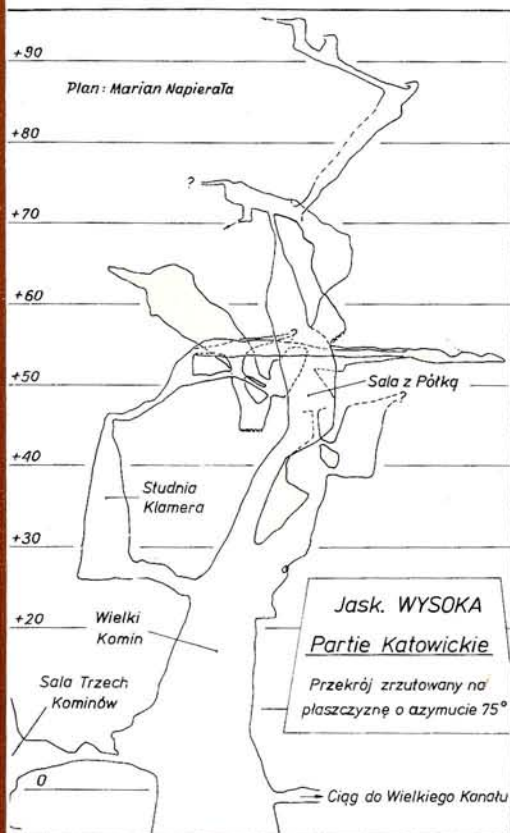 +90
Plan: Marian Napierała
+80
?
+70
+60
?
+50
Sala z Półką
?
+40
Studnia
Klamera
+30
Jask. WYSOKA
Partie Katowickie
Przekrój zrzutowany na
płaszczyznę o azymucie 75°
+20
Wielki
Komin
Sala Trzech
Kominów
0
Ciąg do Wielkiego Kanału